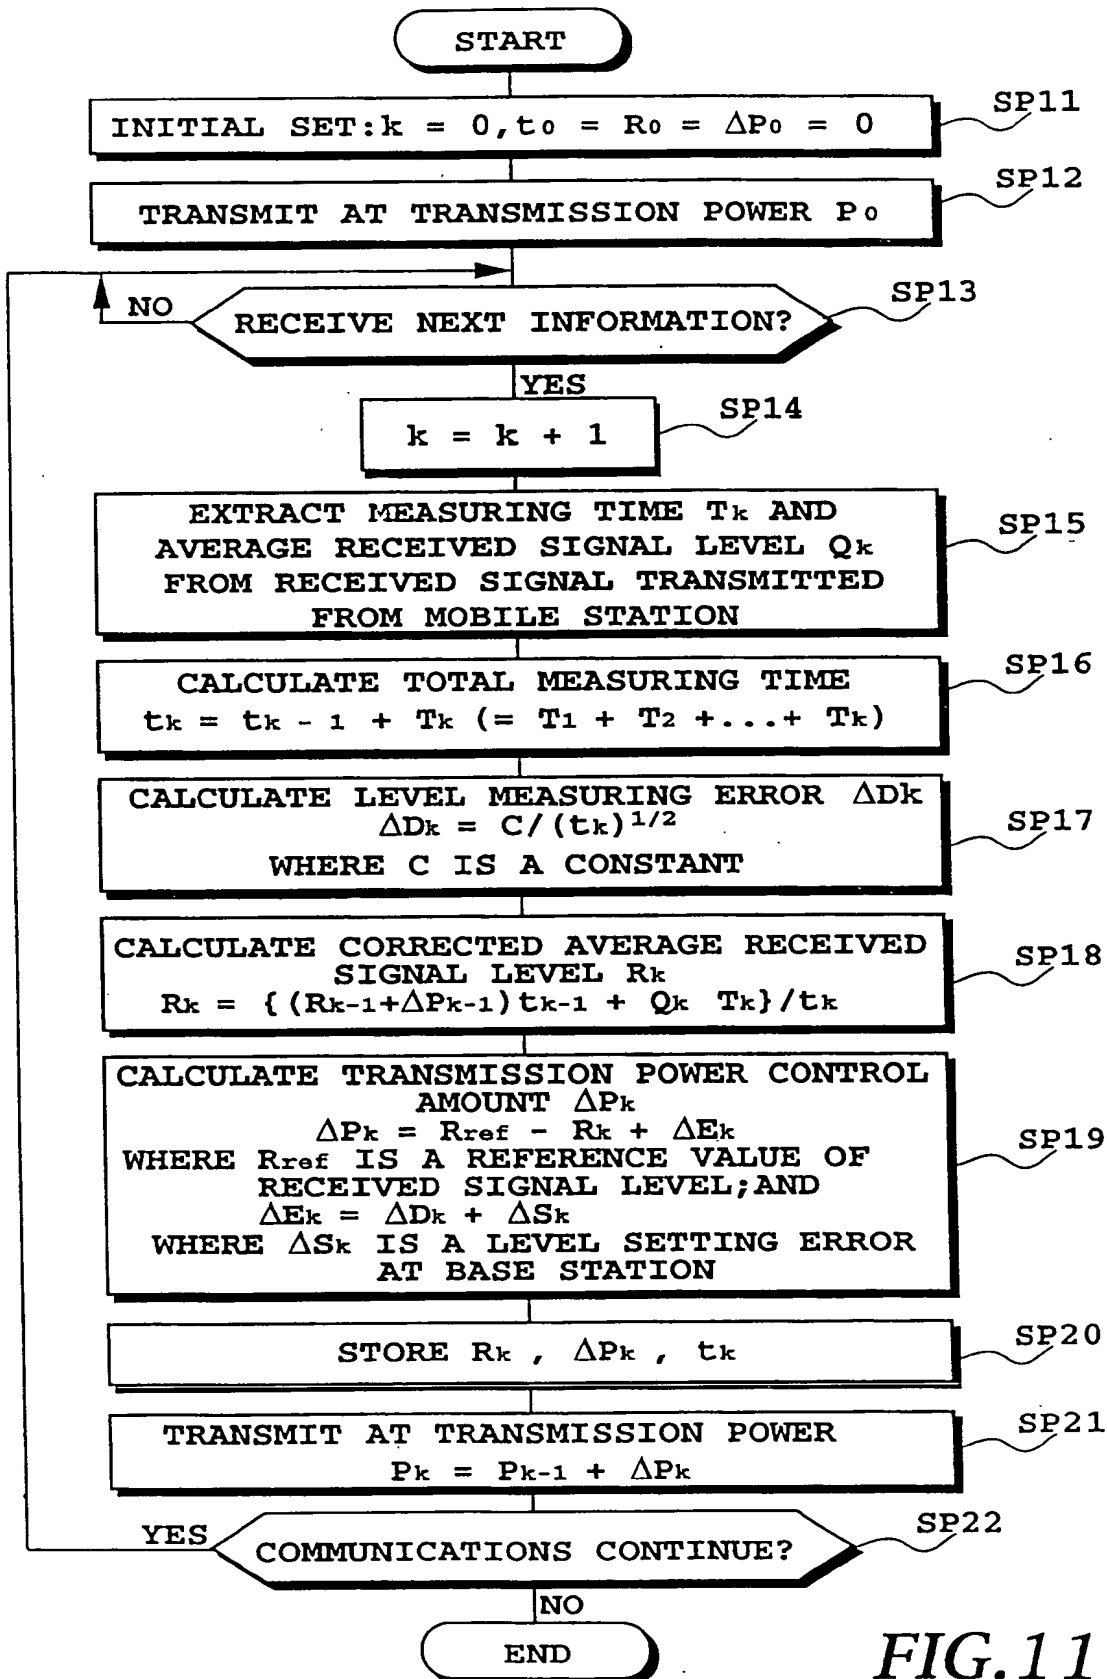 START
SP11
INITIAL SET:k = 0,t0 = R0 = ΔP0 = 0
SP12
TRANSMIT AT TRANSMISSION POWER P0
SP13
NO
RECEIVE NEXT INFORMATION?
YES
SP14
k = k + 1
SP15
EXTRACT MEASURING TIME Tk AND
AVERAGE RECEIVED SIGNAL LEVEL Qk
FROM RECEIVED SIGNAL TRANSMITTED
FROM MOBILE STATION
SP16
CALCULATE TOTAL MEASURING TIME
tk = tk - 1 + Tk (= T1 + T2 +...+ Tk)
SP17
CALCULATE LEVEL MEASURING ERROR ΔDk
ΔDk = C/(tk)^1/2
WHERE C IS A CONSTANT
SP18
CALCULATE CORRECTED AVERAGE RECEIVED
SIGNAL LEVEL Rk
Rk = {(Rk-1+ΔPk-1)tk-1 + Qk Tk}/tk
SP19
CALCULATE TRANSMISSION POWER CONTROL
AMOUNT ΔPk
ΔPk = Rref - Rk + ΔEk
WHERE Rref IS A REFERENCE VALUE OF
RECEIVED SIGNAL LEVEL;AND
ΔEk = ΔDk + ΔSk
WHERE ΔSk IS A LEVEL SETTING ERROR
AT BASE STATION
SP20
STORE Rk , ΔPk , tk
SP21
TRANSMIT AT TRANSMISSION POWER
Pk = Pk-1 + ΔPk
SP22
YES
COMMUNICATIONS CONTINUE?
NO
END
FIG.11